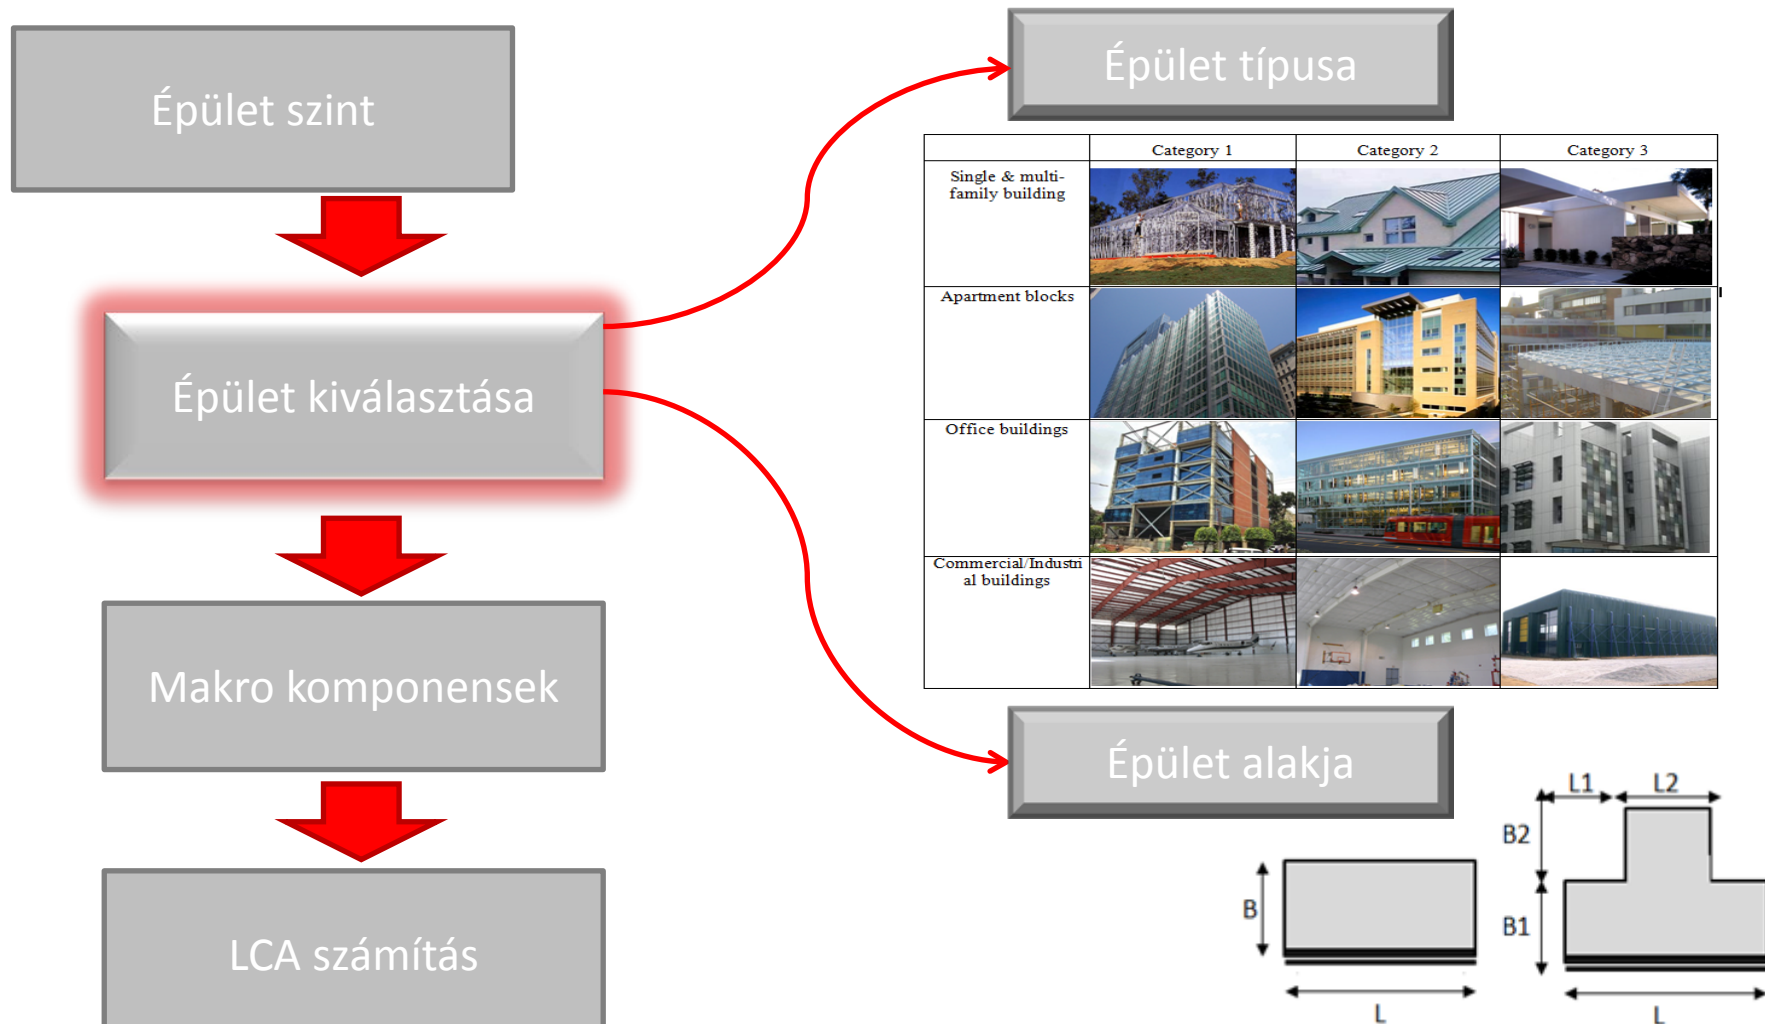 Épület szint
Épület kiválasztása
Makro komponensek
LCA számítás
Épület típusa
Category 1
Category 2
Category 3
Single & multi-
family building
Apartment blocks
Office buildings
Commercial/Industri
al buildings
Épület alakja
B
L
L1
L2
B2
B1
L